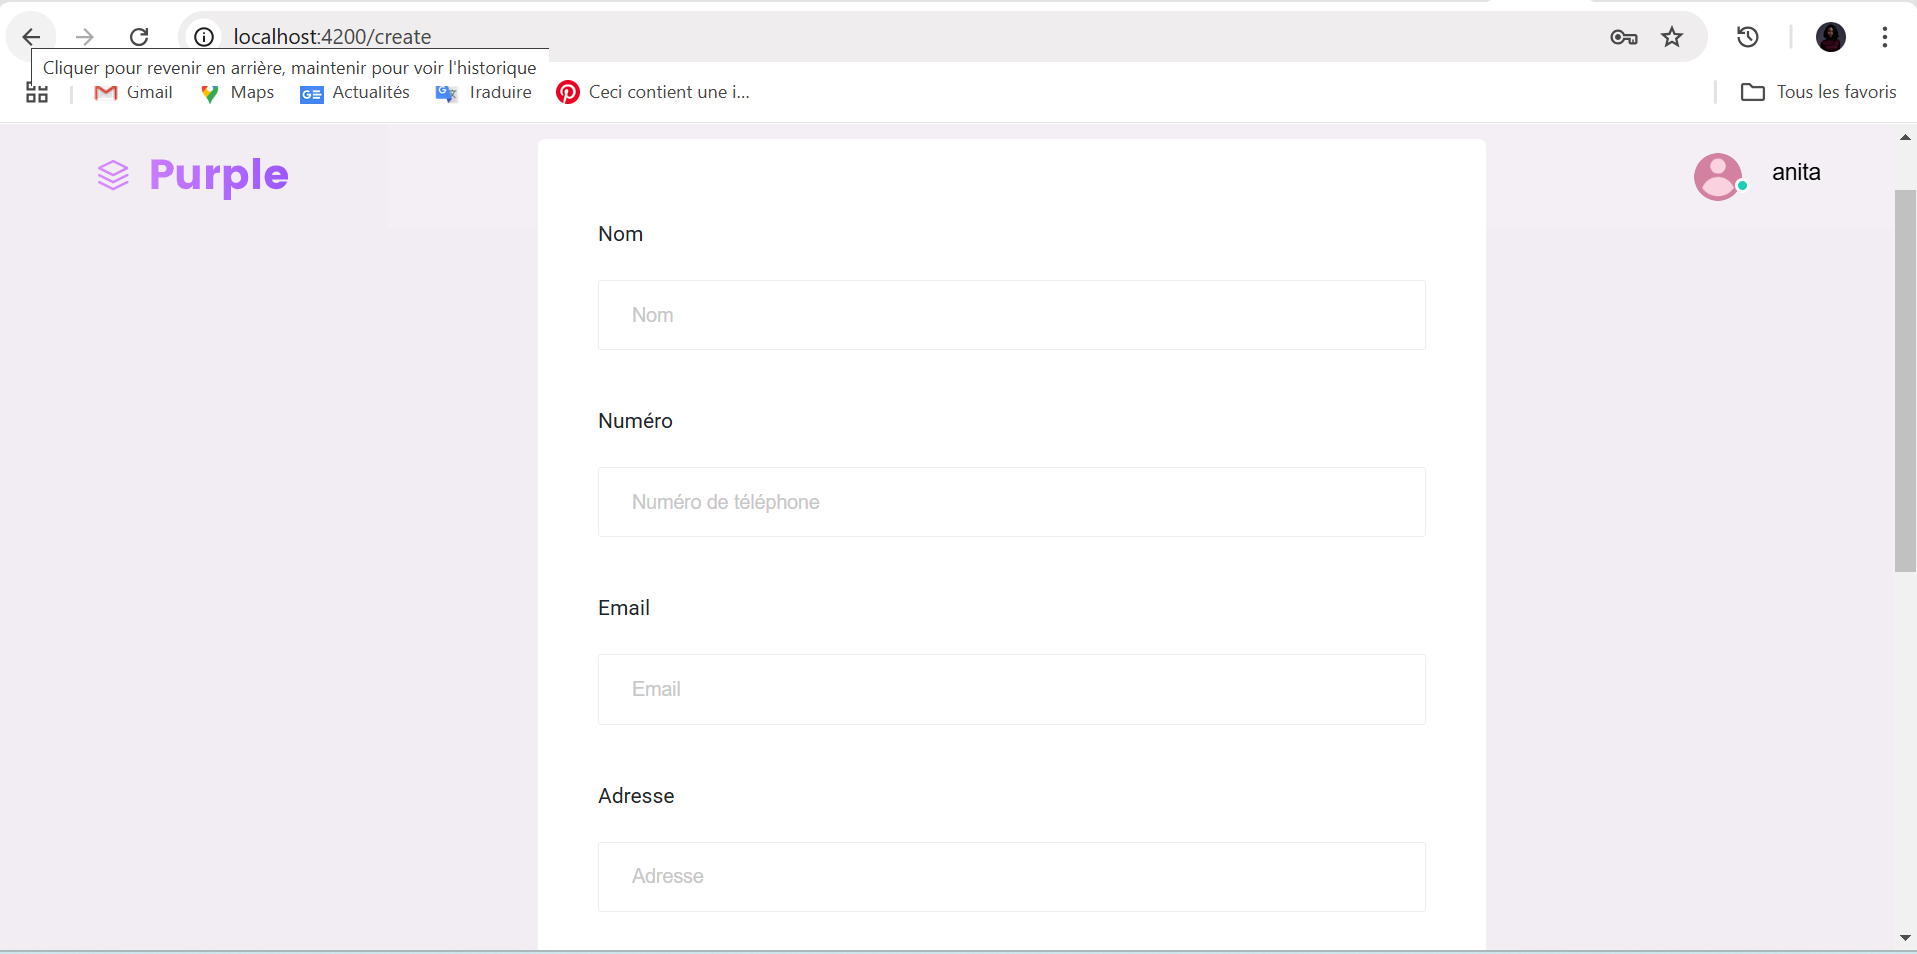 localhost:4200/create
Cliquer pour revenir en arrière, maintenir pour voir l'historique
Gmail Maps Actualités Traduire Ceci contient une i... Tous les favoris
Purple
anita
Nom
Nom
Numéro
Numéro de téléphone
Email
Email
Adresse
Adresse